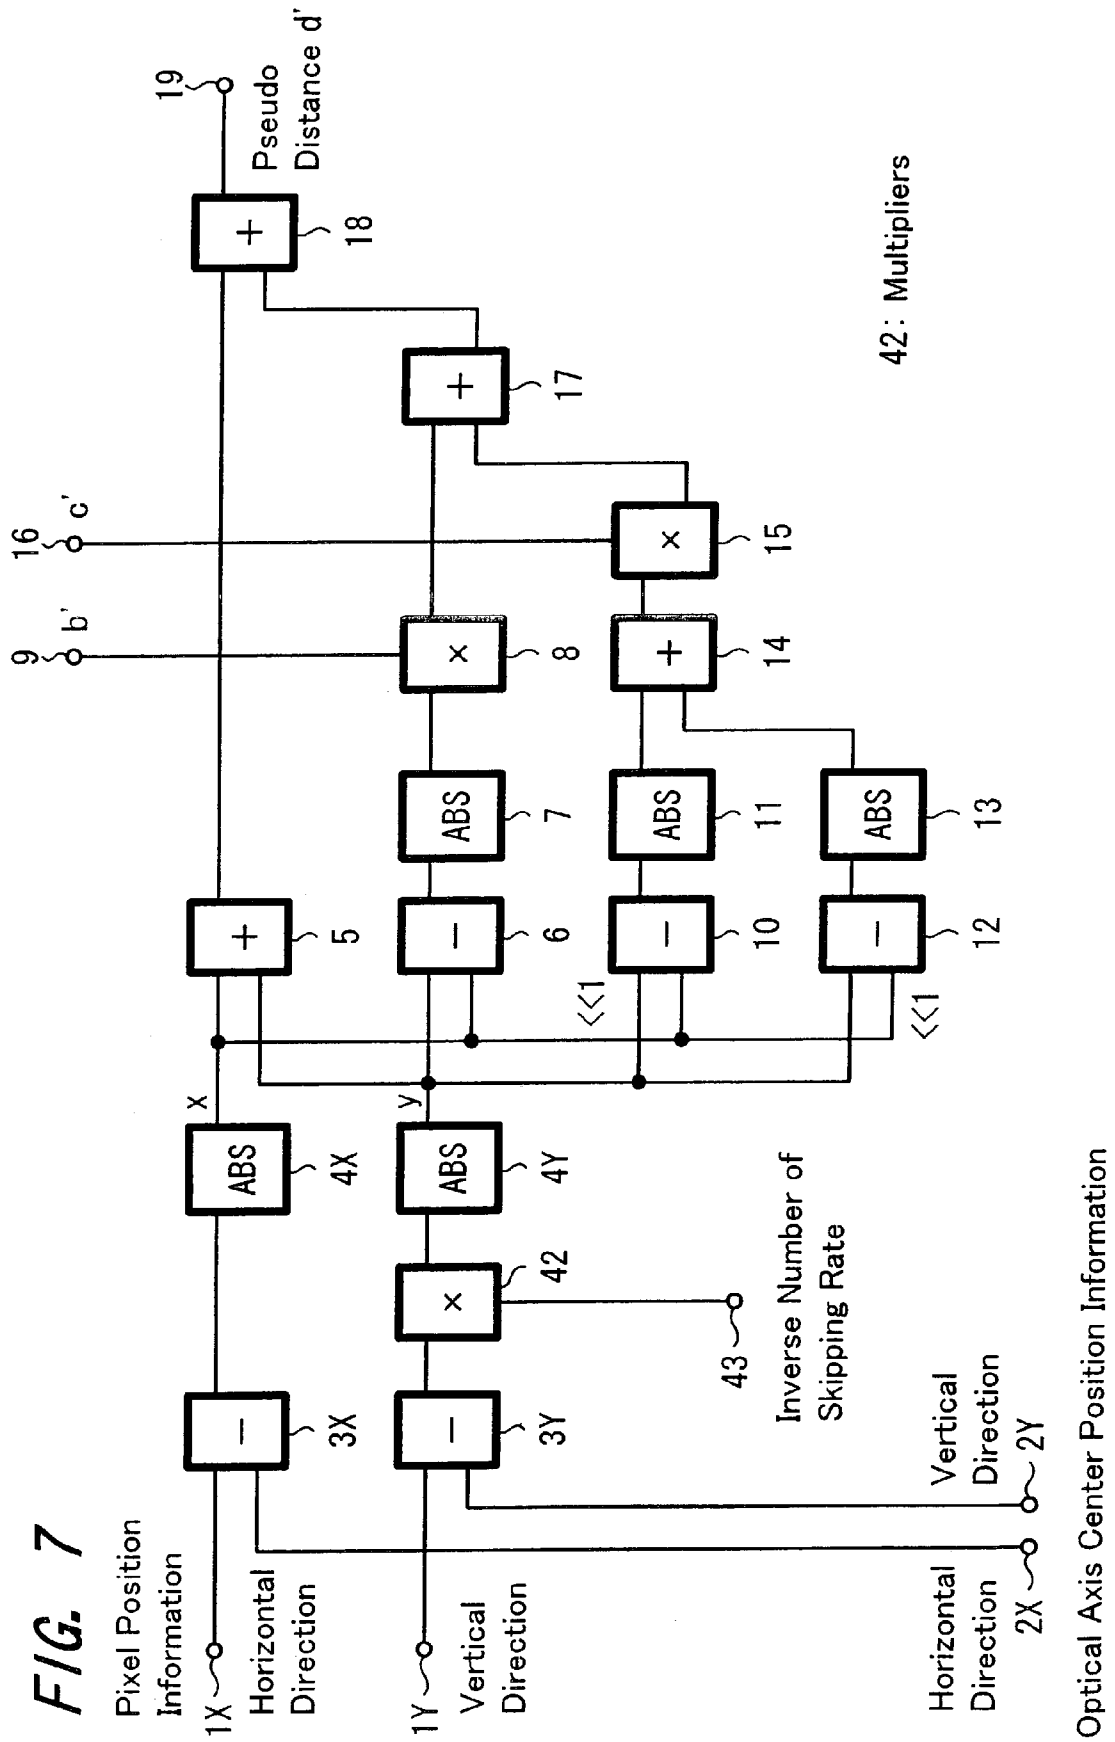 FIG. 7
Pixel Position
Information
1X
Horizontal
Direction
1Y
Vertical
Direction
Horizontal
Direction
2X
Vertical
Direction
2Y
Optical Axis Center Position Information
−
3X
−
3Y
×
42
43
Inverse Number of
Skipping Rate
ABS
4X
ABS
4Y
x
y
+
5
−
6
<<1
−
10
−
12
<<1
ABS
7
ABS
11
ABS
13
9
b'
×
8
+
14
16
c'
×
15
+
17
+
18
19
Pseudo
Distance d'
42: Multipliers